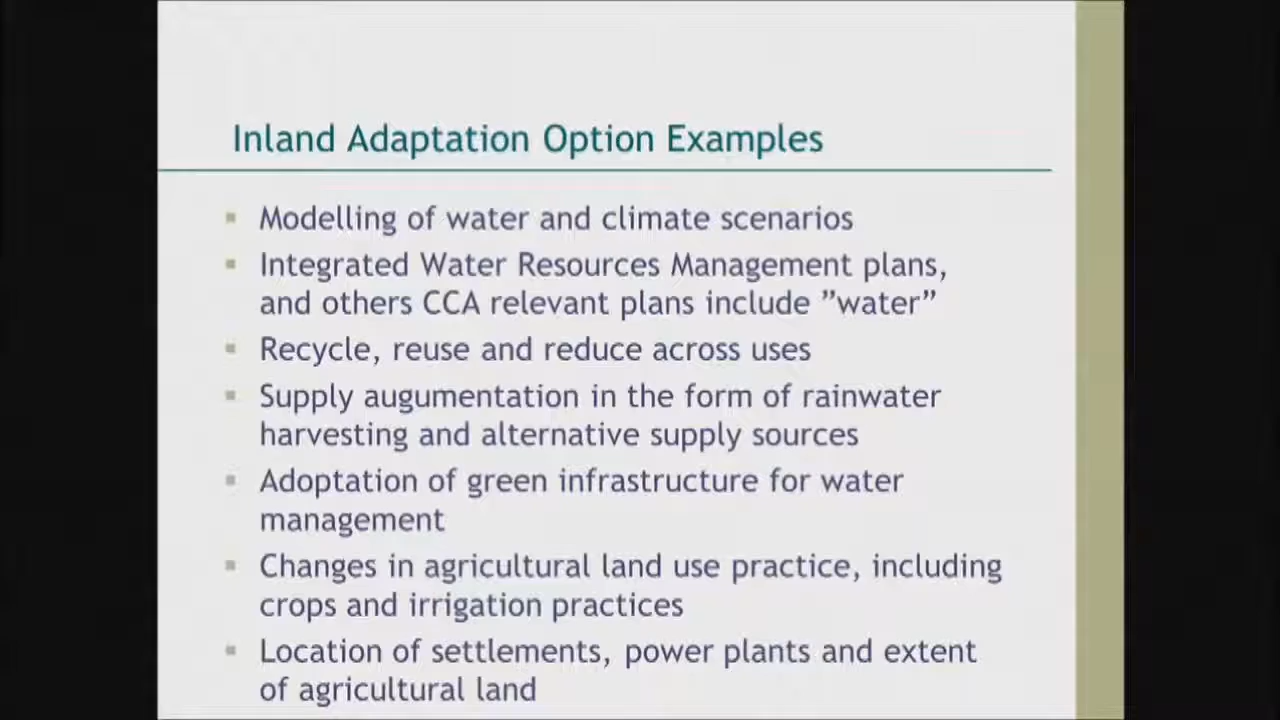 Inland Adaptation Option Examples
Modelling of water and climate scenarios
Integrated Water Resources Management plans,
and others CCA relevant plans include ”water”
Recycle, reuse and reduce across uses
Supply augumentation in the form of rainwater
harvesting and alternative supply sources
Adoptation of green infrastructure for water
management
Changes in agricultural land use practice, including
crops and irrigation practices
Location of settlements, power plants and extent
of agricultural land